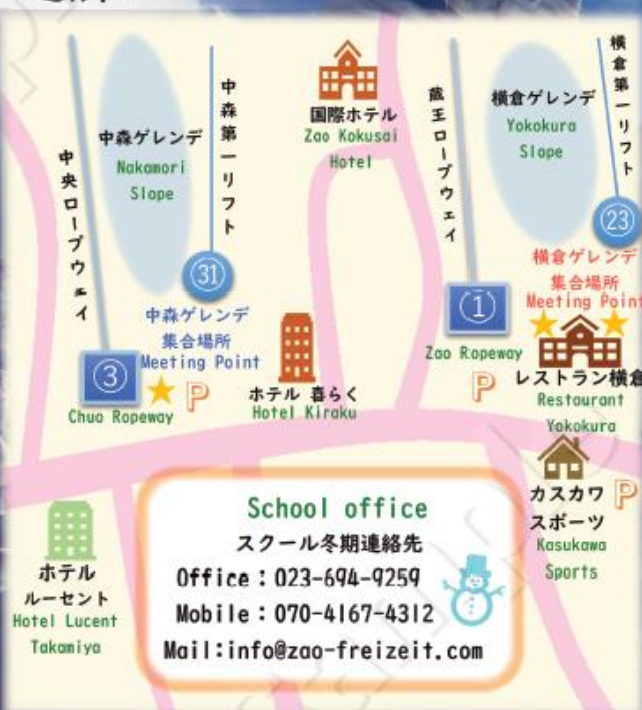 国際ホテル
Zao Kokusai
Hotel
中央ロープウェイ
中森ゲレンデ
Nakamori
Slope
中森第一リフト
31
中森ゲレンデ
集合場所
Meeting Point
3
P
Chuo Ropeway
ホテル 喜らく
Hotel Kiraku
蔵王ロープウェイ
横倉ゲレンデ
Yokokura
Slope
横倉第一リフト
23
横倉ゲレンデ
集合場所
Meeting Point
1
Zao Ropeway
P
レストラン横倉
Restaurant
Yokokura
カスカワ
スポーツ
P
Kasukawa
Sports
ホテル
ルーセント
Hotel Lucent
Takamiya
School office
スクール冬期連絡先
Office：023-694-9259
Mobile：070-4167-4312
Mail:info@zao-freizeit.com